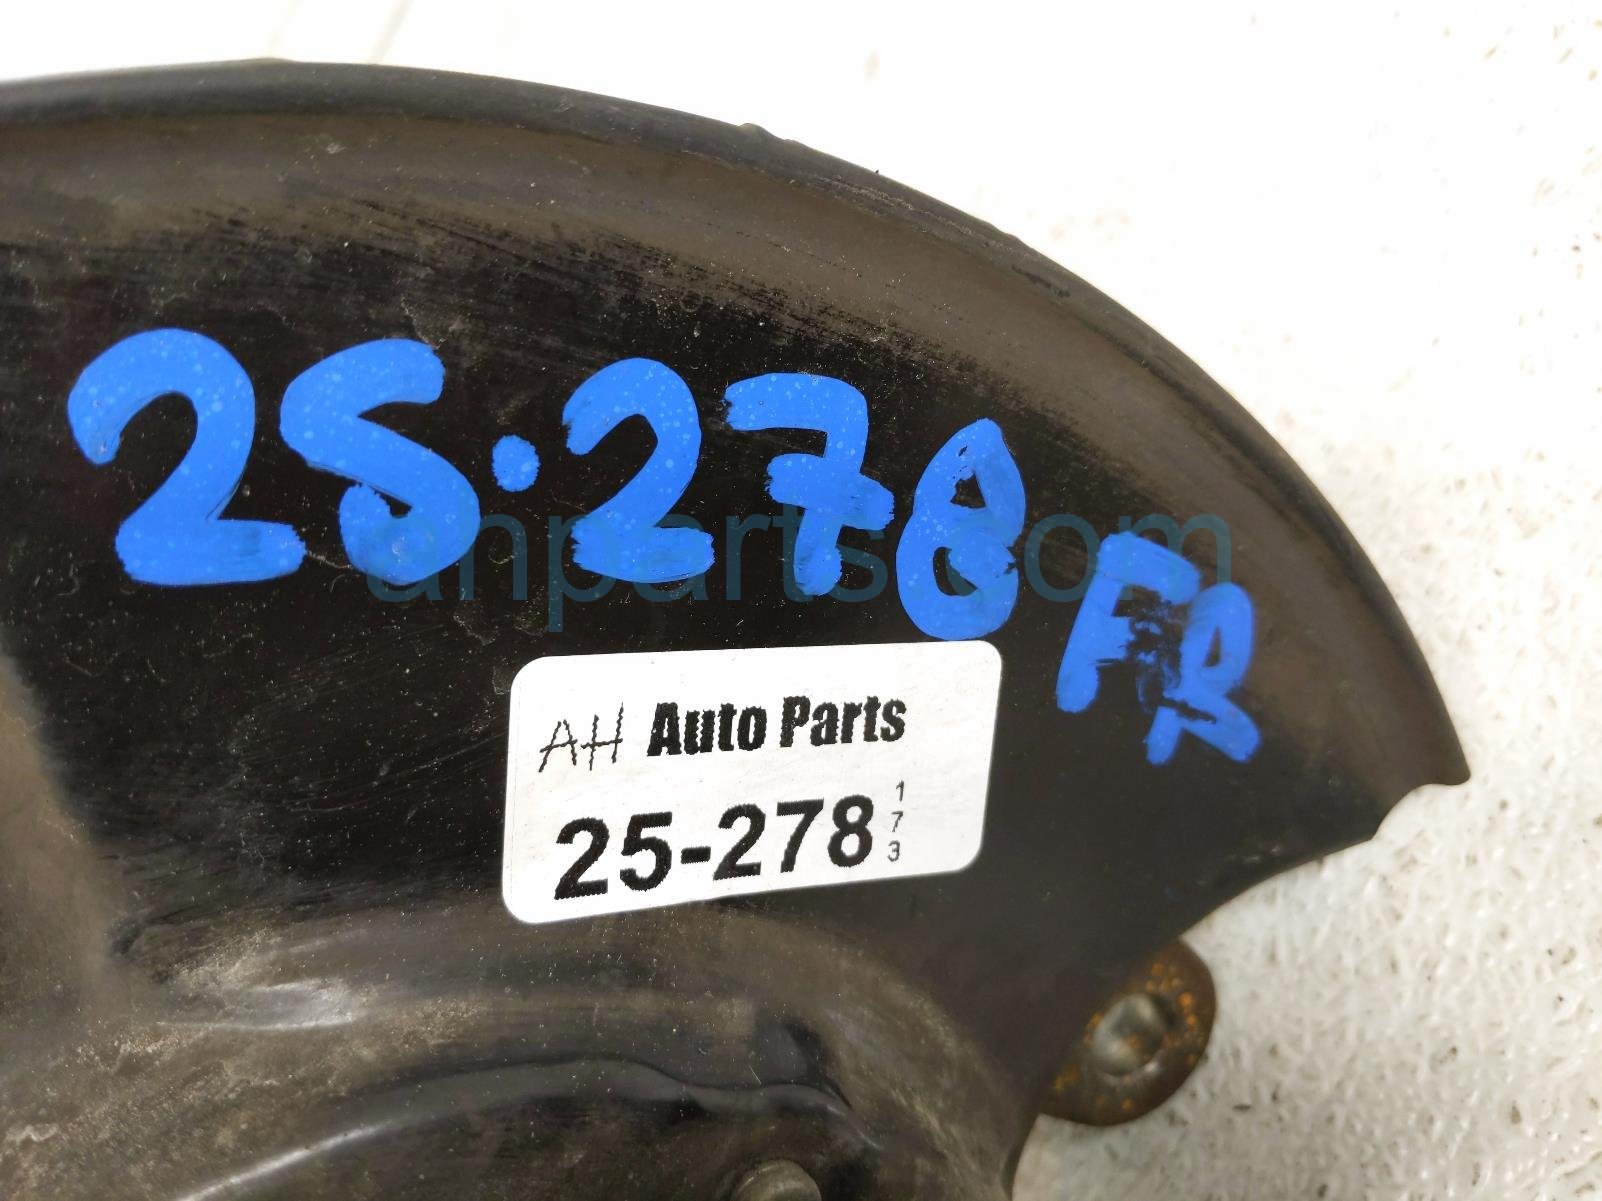 25.278 FR
ahparts.com
AH Auto Parts
25-278
173